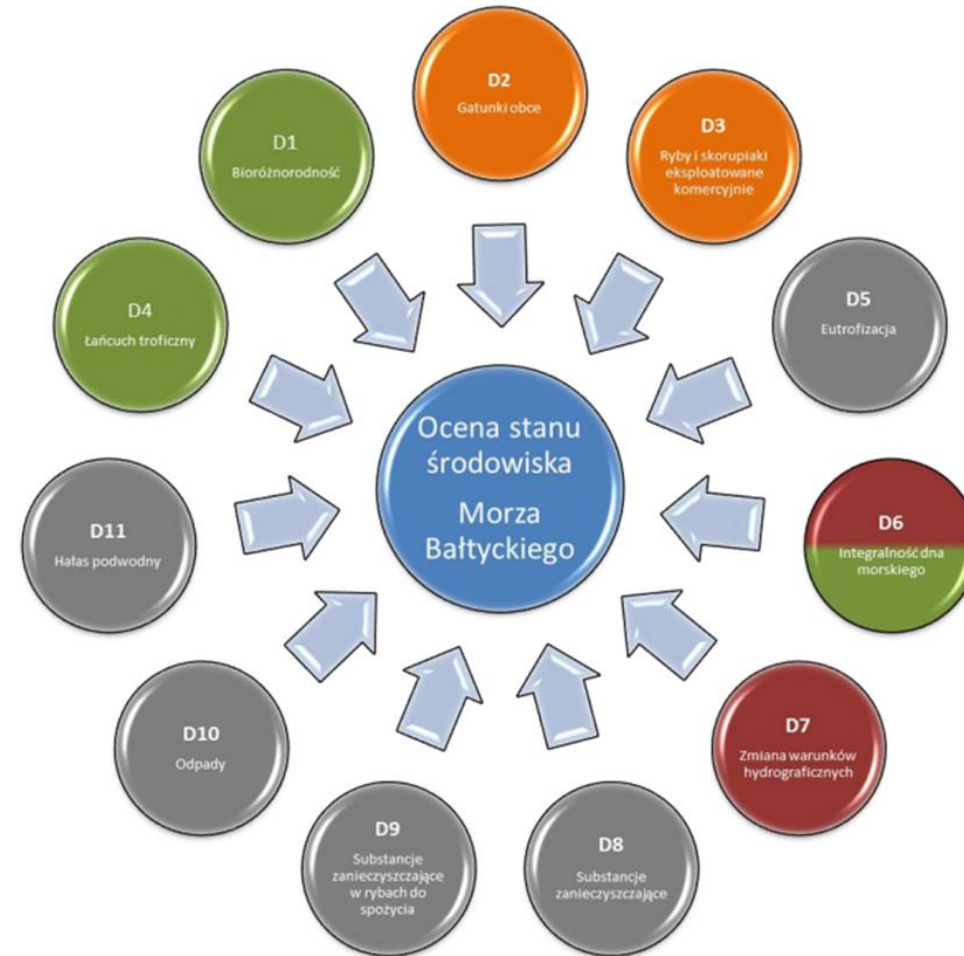 D2
Gatunki obce
D1
Bioróżnorodność
D3
Ryby i skorupiaki
eksploatowane
komercyjnie
D4
Łańcuch troficzny
D5
Eutrofizacja
Ocena stanu
środowiska
Morza
Bałtyckiego
D11
Hałas podwodny
D6
Integralność dna
morskiego
D10
Odpady
D7
Zmiana warunków
hydrograficznych
D9
Substancje
zanieczyszczające
w rybach do
spożycia
D8
Substancje
zanieczyszczające